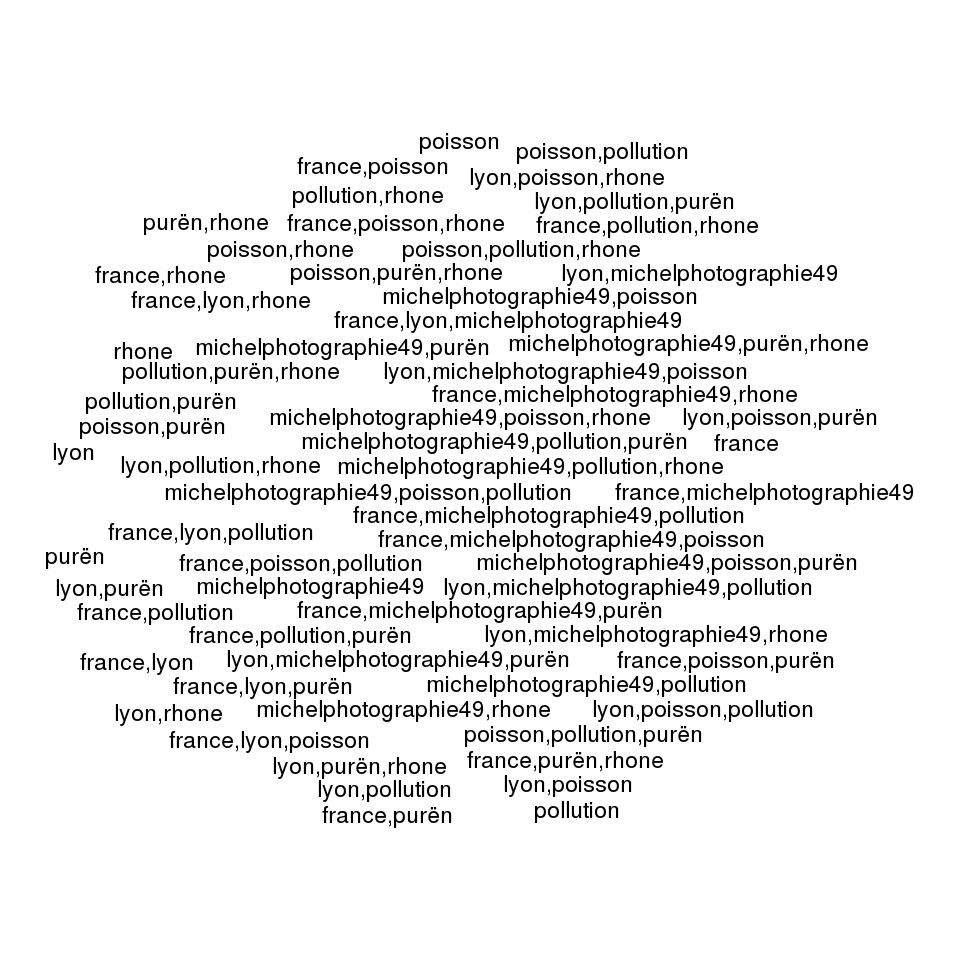 poisson
poisson,pollution
france,poisson
lyon,poisson,rhone
pollution,rhone
lyon,pollution,purën
purën,rhone
france,poisson,rhone
france,pollution,rhone
poisson,rhone
poisson,pollution,rhone
france,rhone
poisson,purën,rhone
lyon,michelphotographie49
france,lyon,rhone
michelphotographie49,poisson
france,lyon,michelphotographie49
rhone
michelphotographie49,purën
michelphotographie49,purën,rhone
pollution,purën,rhone
lyon,michelphotographie49,poisson
france,michelphotographie49,rhone
pollution,purën
michelphotographie49,poisson,rhone
lyon,poisson,purën
poisson,purën
michelphotographie49,pollution,purën
france
lyon
lyon,pollution,rhone
michelphotographie49,pollution,rhone
michelphotographie49,poisson,pollution
france,michelphotographie49
france,michelphotographie49,pollution
france,lyon,pollution
france,michelphotographie49,poisson
purën
france,poisson,pollution
michelphotographie49,poisson,purën
lyon,purën
michelphotographie49
lyon,michelphotographie49,pollution
france,pollution
france,michelphotographie49,purën
france,pollution,purën
lyon,michelphotographie49,rhone
france,lyon
lyon,michelphotographie49,purën
france,poisson,purën
france,lyon,purën
michelphotographie49,pollution
lyon,rhone
michelphotographie49,rhone
lyon,poisson,pollution
france,lyon,poisson
poisson,pollution,purën
lyon,purën,rhone
france,purën,rhone
lyon,pollution
lyon,poisson
france,purën
pollution